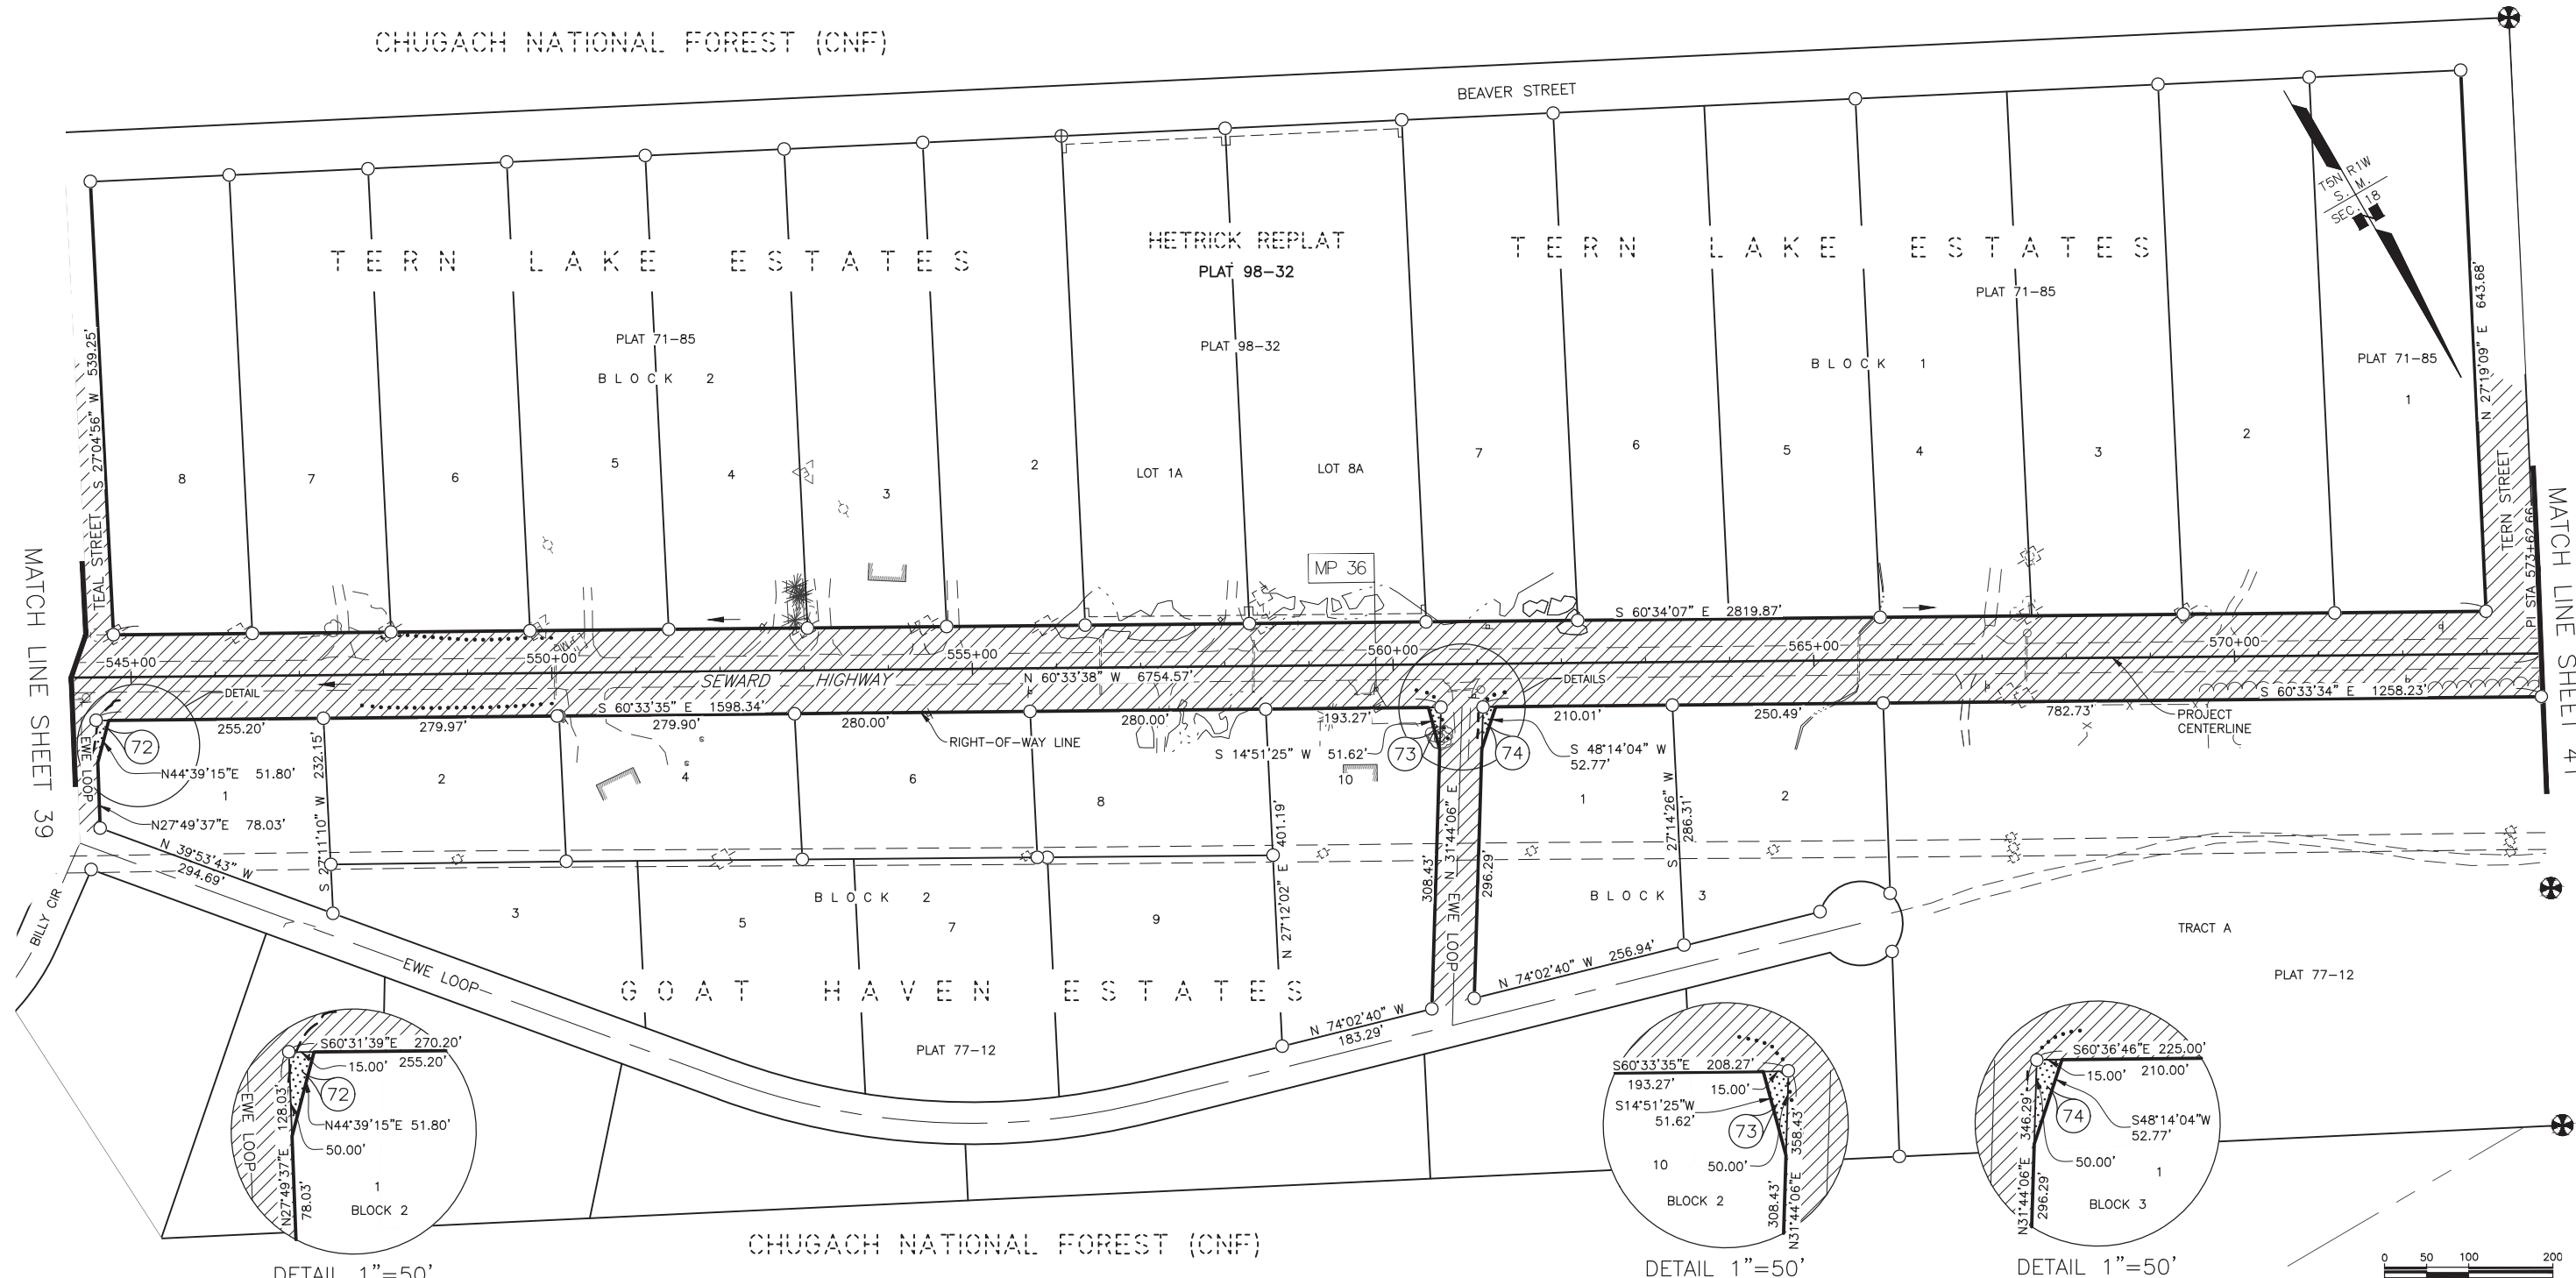 CHUGACH NATIONAL FOREST (CNF)
BEAVER STREET
T5N R1W
S. M.
SEC. 18
TERN LAKE ESTATES
HETRICK REPLAT
PLAT 98-32
TERN LAKE ESTATES
PLAT 71-85
PLAT 71-85
PLAT 98-32
BLOCK 2
BLOCK 1
PLAT 71-85
1
8
7
6
5
4
3
2
LOT 1A
LOT 8A
7
6
5
4
3
2
TEAL STREET S 27°04'56" W 539.25'
N 27°19'09" E 643.68'
TERN STREET
PI STA 573+62.66
MATCH LINE SHEET 39
MATCH LINE SHEET 41
MP 36
S 60°34'07" E 2819.87'
545+00
550+00
555+00
560+00
565+00
570+00
SEWARD HIGHWAY
N 60°33'38" W 6754.57'
DETAIL
DETAILS
S 60°33'35" E 1598.34'
S 60°33'34" E 1258.23'
255.20'
279.97'
279.90'
280.00'
280.00'
193.27'
210.01'
250.49'
782.73'
RIGHT-OF-WAY LINE
PROJECT
CENTERLINE
72
73
74
N44°39'15"E 51.80'
N27°49'37"E 78.03'
S 14°51'25" W 51.62'
S 48°14'04" W
52.77'
EWE LOOP
1
2
4
6
8
10
1
2
S 27°11'10" W 232.15'
N 27°12'02" E 401.19'
308.43'
N 31°44'06" E
EWE LOOP
296.29'
S 27°14'26" W
286.31'
N 39°53'43" W
294.69'
BILLY CIR
EWE LOOP
3
5
BLOCK 2
7
9
BLOCK 3
TRACT A
PLAT 77-12
GOAT HAVEN ESTATES
PLAT 77-12
N 74°02'40" W
183.29'
N 74°02'40" W 256.94'
S60°31'39"E 270.20'
15.00'
255.20'
72
N44°39'15"E 51.80'
50.00'
EWE LOOP
128.03'
N27°49'37"E
78.03'
1
BLOCK 2
DETAIL 1"=50'
S60°33'35"E 208.27'
193.27'
15.00'
S14°51'25"W
51.62'
73
10
50.00'
BLOCK 2
308.43'
358.43'
N31°44'06"E
DETAIL 1"=50'
S60°36'46"E 225.00'
15.00'
210.00'
74
S48°14'04"W
52.77'
50.00'
346.29'
N31°44'06"E
296.29'
1
BLOCK 3
DETAIL 1"=50'
CHUGACH NATIONAL FOREST (CNF)
0 50 100 200